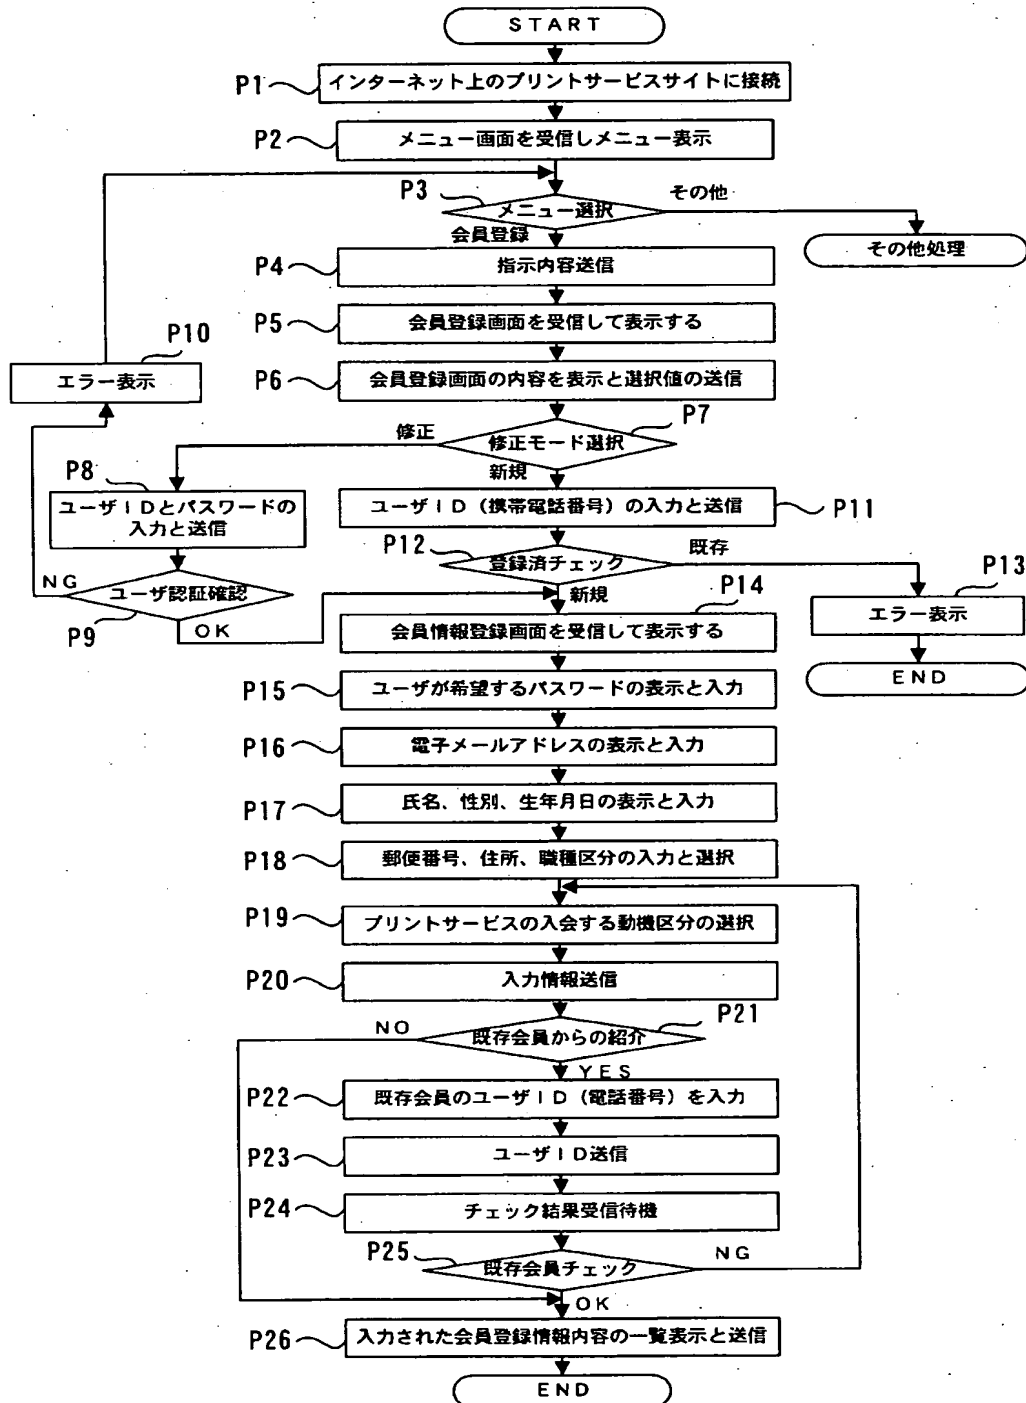 START
P1
インターネット上のプリントサービスサイトに接続
P2
メニュー画面を受信しメニュー表示
P3
メニュー選択
その他
その他処理
会員登録
P4
指示内容送信
P5
会員登録画面を受信して表示する
P10
エラー表示
P6
会員登録画面の内容を表示と選択値の送信
P7
修正モード選択
修正
新規
P8
ユーザIDとパスワードの
入力と送信
ユーザID（携帯電話番号）の入力と送信
P11
P12
登録済チェック
既存
P13
エラー表示
END
NG
ユーザ認証確認
P9
OK
新規
P14
会員情報登録画面を受信して表示する
P15
ユーザが希望するパスワードの表示と入力
P16
電子メールアドレスの表示と入力
P17
氏名、性別、生年月日の表示と入力
P18
郵便番号、住所、職種区分の入力と選択
P19
プリントサービスの入会する動機区分の選択
P20
入力情報送信
P21
既存会員からの紹介
NO
YES
P22
既存会員のユーザID（電話番号）を入力
P23
ユーザID送信
P24
チェック結果受信待機
P25
既存会員チェック
NG
OK
P26
入力された会員登録情報内容の一覧表示と送信
END